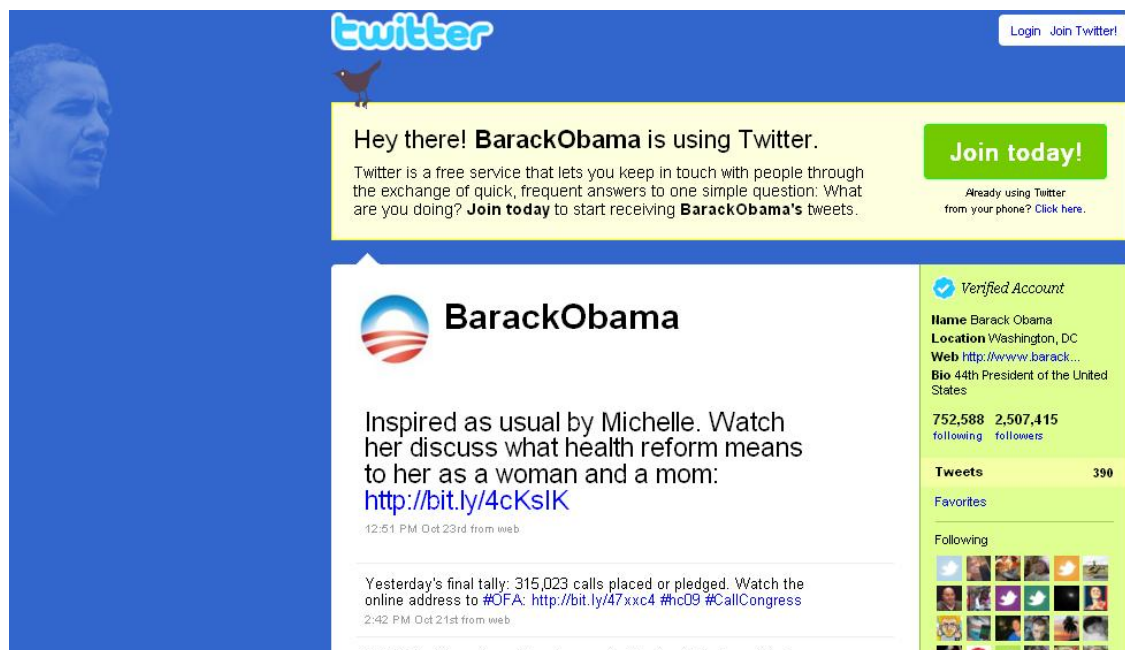 twitter
Login Join Twitter!
Hey there! BarackObama is using Twitter.
Twitter is a free service that lets you keep in touch with people through
the exchange of quick, frequent answers to one simple question: What
are you doing? Join today to start receiving BarackObama's tweets.
Join today!
Already using Twitter
from your phone? Click here.
BarackObama
Inspired as usual by Michelle. Watch
her discuss what health reform means
to her as a woman and a mom:
http://bit.ly/4cKsIK
12:51 PM Oct 23rd from web
Yesterday's final tally: 315,023 calls placed or pledged. Watch the
online address to #OFA: http://bit.ly/47xxc4 #hc09 #CallCongress
2:42 PM Oct 21st from web
Verified Account
Name Barack Obama
Location Washington, DC
Web http://www.barack...
Bio 44th President of the United
States
752,588 2,507,415
following followers
Tweets 390
Favorites
Following